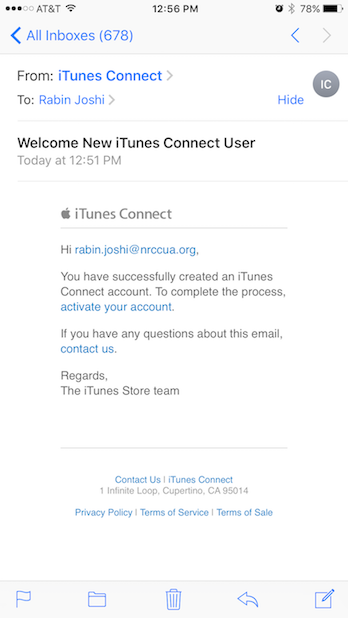 AT&T 12:56 PM 78%
All Inboxes (678)
From: iTunes Connect
IC
To: Rabin Joshi Hide
Welcome New iTunes Connect User
Today at 12:51 PM
iTunes Connect
Hi rabin.joshi@nrccua.org,
You have successfully created an iTunes
Connect account. To complete the process,
activate your account.
If you have any questions about this email,
contact us.
Regards,
The iTunes Store team
Contact Us | iTunes Connect
1 Infinite Loop, Cupertino, CA 95014
Privacy Policy | Terms of Service | Terms of Sale